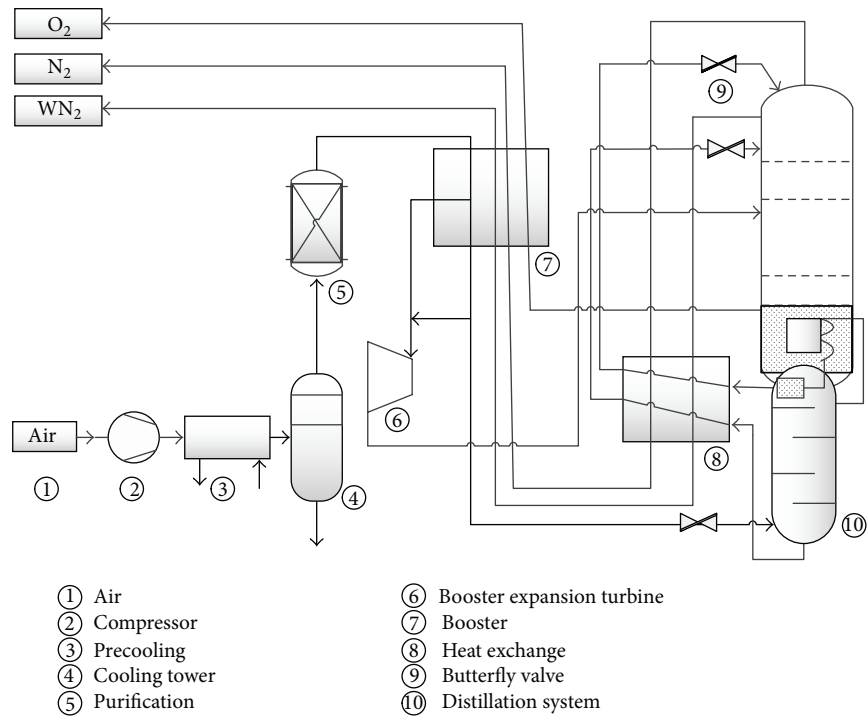 O₂
N₂
WN₂
⑨
⑦
⑤
⑥
Air
⑧
① ② ③ ④ ⑩
① Air
② Compressor
③ Precooling
④ Cooling tower
⑤ Purification
⑥ Booster expansion turbine
⑦ Booster
⑧ Heat exchange
⑨ Butterfly valve
⑩ Distillation system